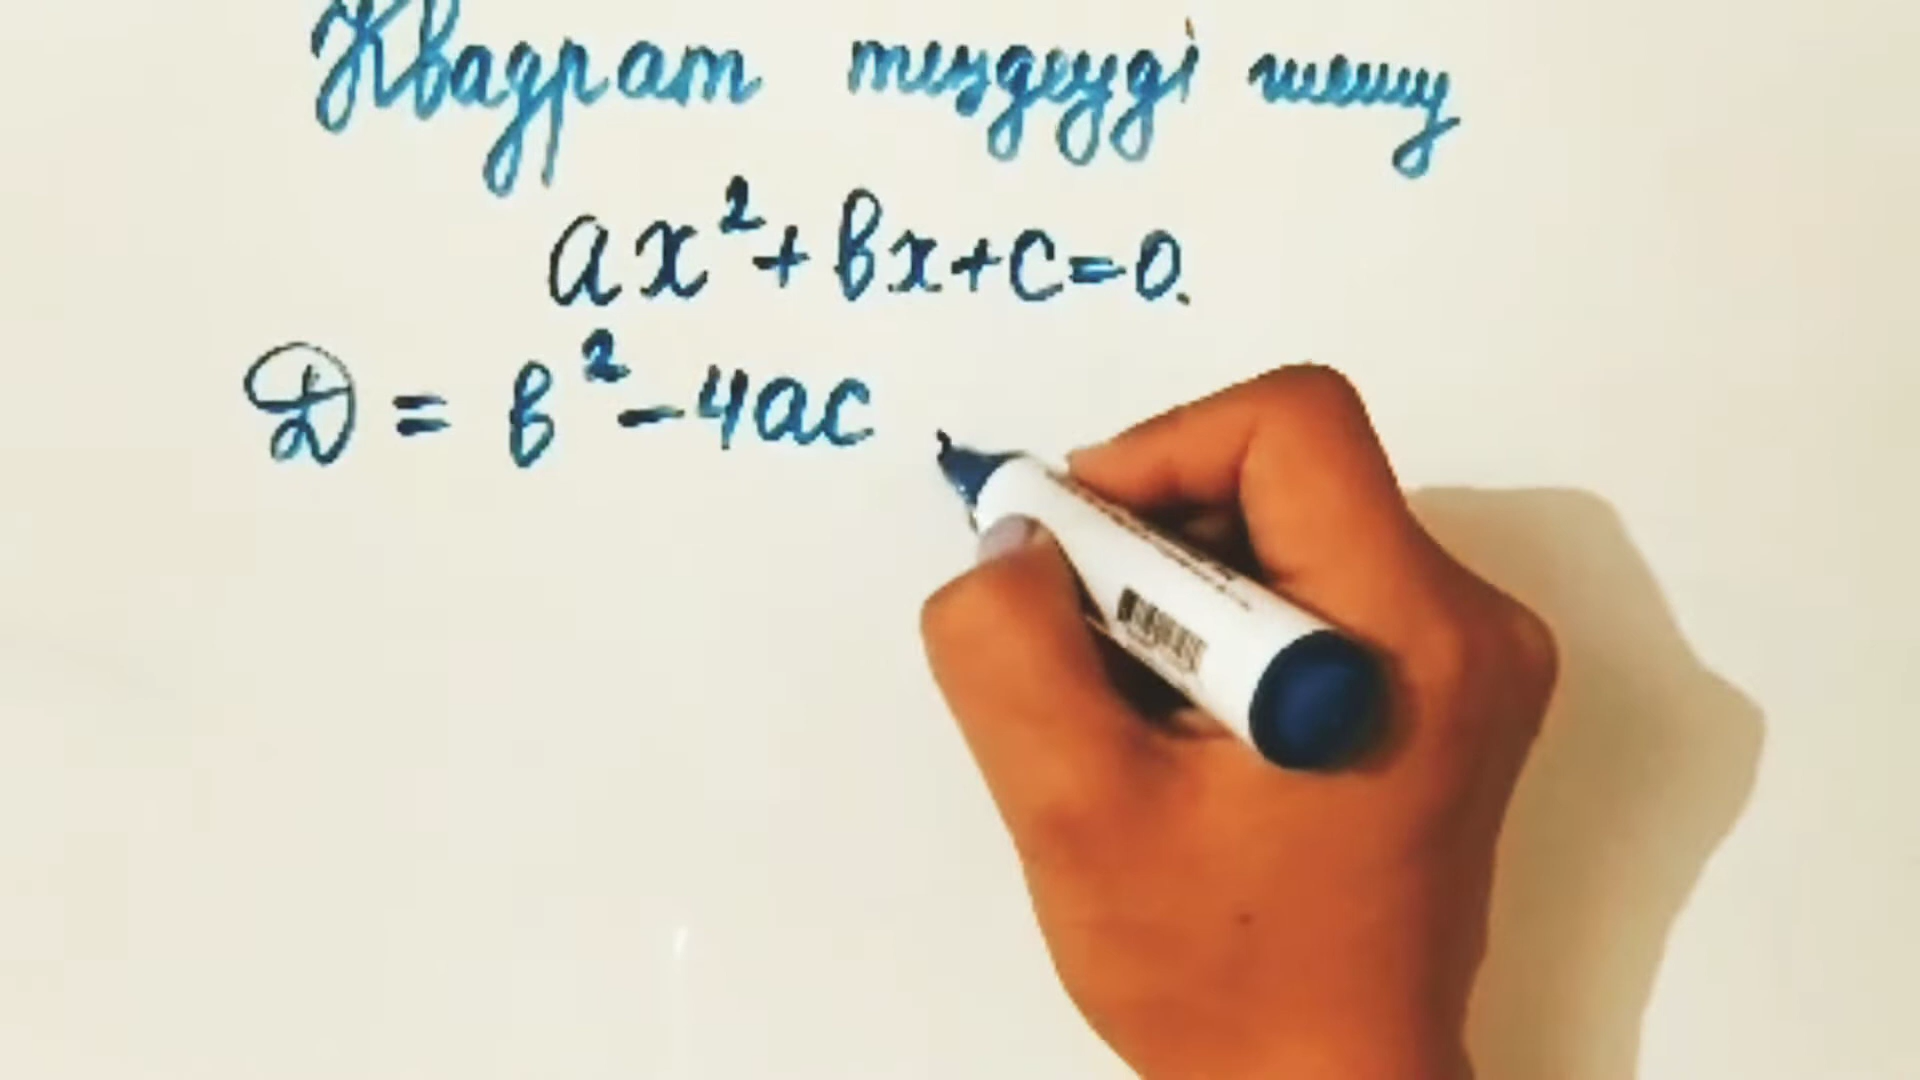 Квадрат теңдеуді шешу
ax²+bx+c=0.
D = b²-4ac